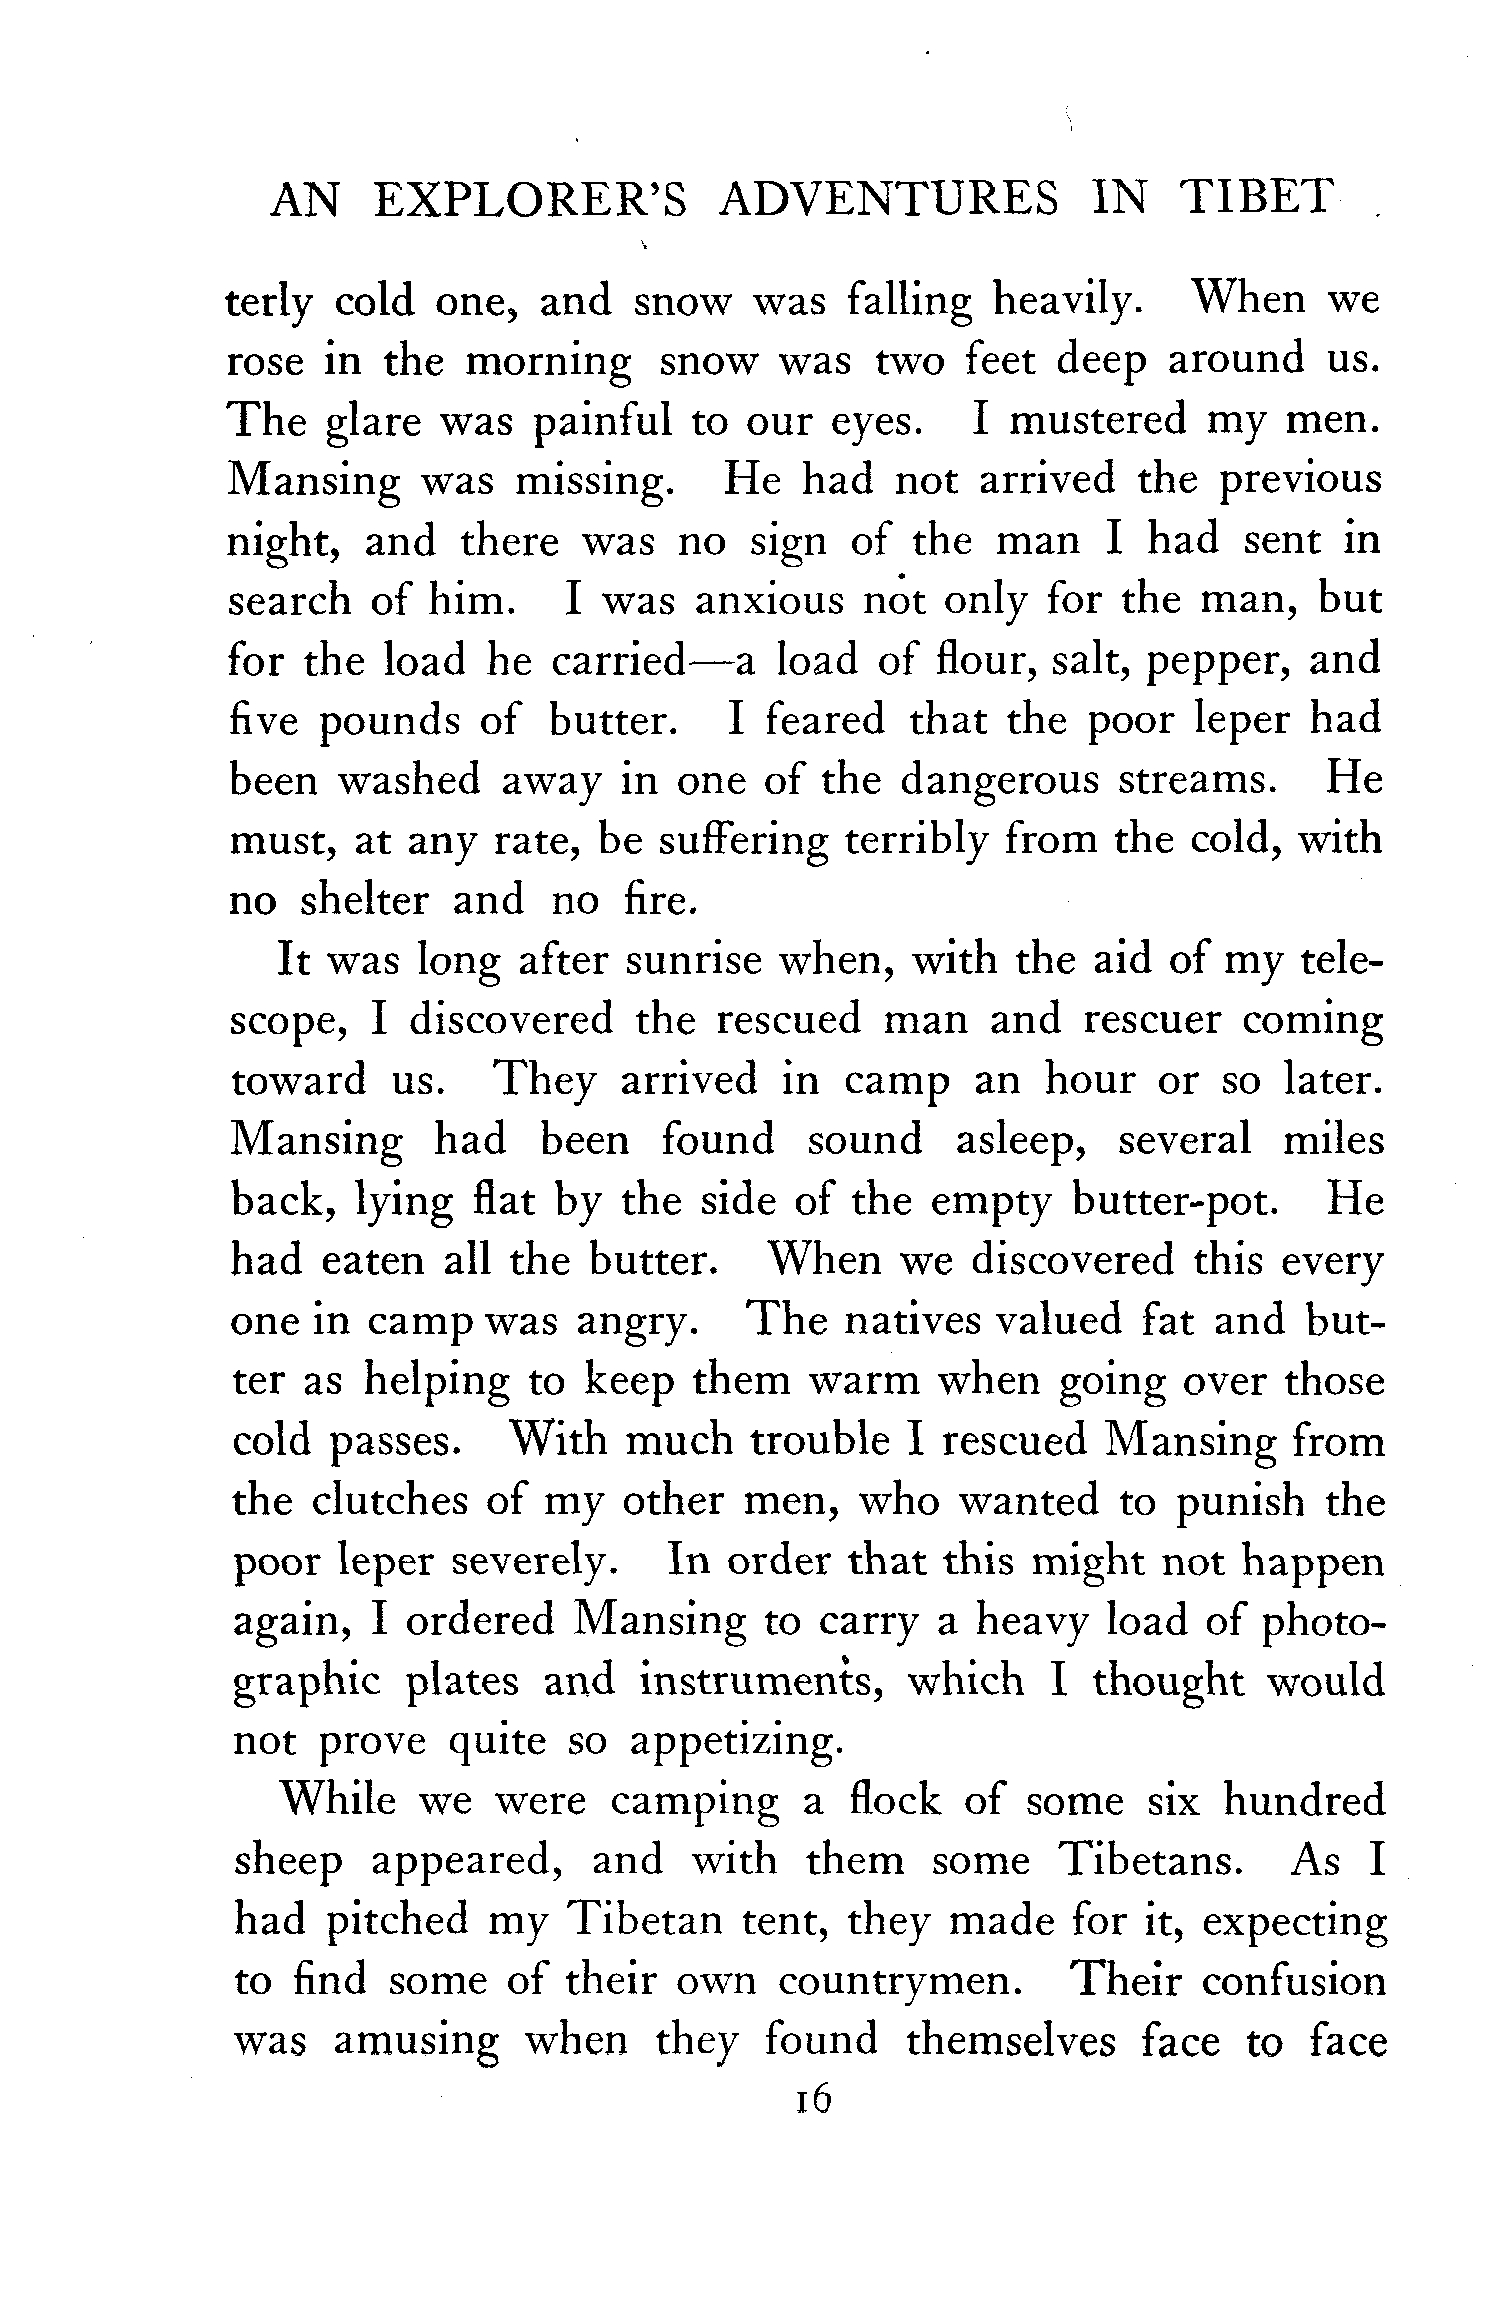 AN EXPLORER'S ADVENTURES IN TIBET
terly cold one, and snow was falling heavily. When we
rose in the morning snow was two feet deep around us.
The glare was painful to our eyes. I mustered my men.
Mansing was missing. He had not arrived the previous
night, and there was no sign of the man I had sent in
search of him. I was anxious not only for the man, but
for the load he carried—a load of flour, salt, pepper, and
five pounds of butter. I feared that the poor leper had
been washed away in one of the dangerous streams. He
must, at any rate, be suffering terribly from the cold, with
no shelter and no fire.
It was long after sunrise when, with the aid of my tele-
scope, I discovered the rescued man and rescuer coming
toward us. They arrived in camp an hour or so later.
Mansing had been found sound asleep, several miles
back, lying flat by the side of the empty butter-pot. He
had eaten all the butter. When we discovered this every
one in camp was angry. The natives valued fat and but-
ter as helping to keep them warm when going over those
cold passes. With much trouble I rescued Mansing from
the clutches of my other men, who wanted to punish the
poor leper severely. In order that this might not happen
again, I ordered Mansing to carry a heavy load of photo-
graphic plates and instruments, which I thought would
not prove quite so appetizing.
While we were camping a flock of some six hundred
sheep appeared, and with them some Tibetans. As I
had pitched my Tibetan tent, they made for it, expecting
to find some of their own countrymen. Their confusion
was amusing when they found themselves face to face
16